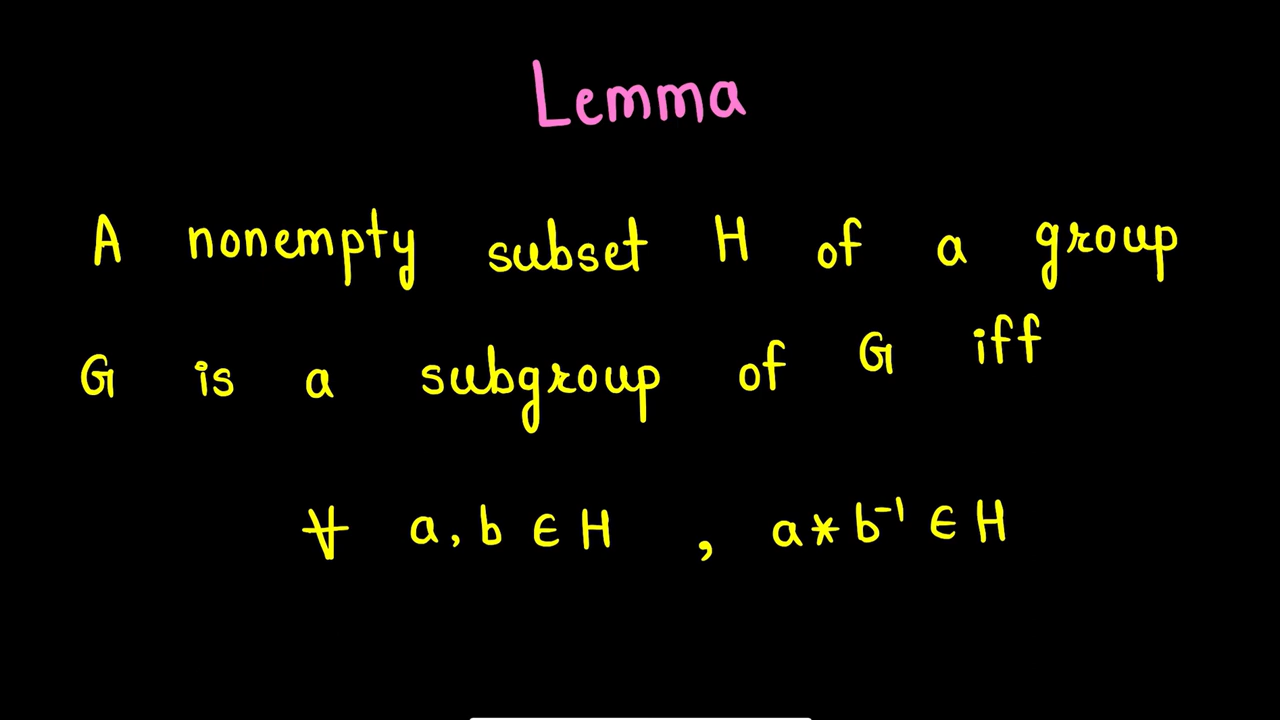 Lemma
A nonempty subset H of a group
G is a subgroup of G iff
∀ a, b ∈ H , a * b⁻¹ ∈ H